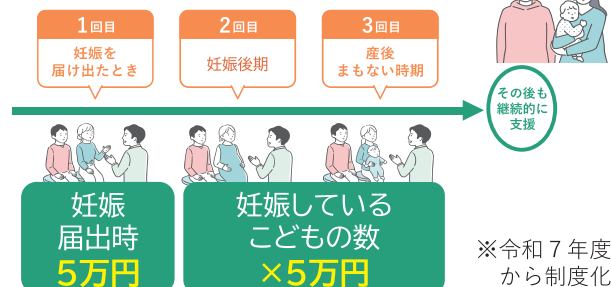 1回目
妊娠を
届け出たとき
2回目
妊娠後期
3回目
産後
まもない時期
その後も
継続的に
支援
妊娠
届出時
5万円
妊娠している
こどもの数
×5万円
※令和7年度
から制度化